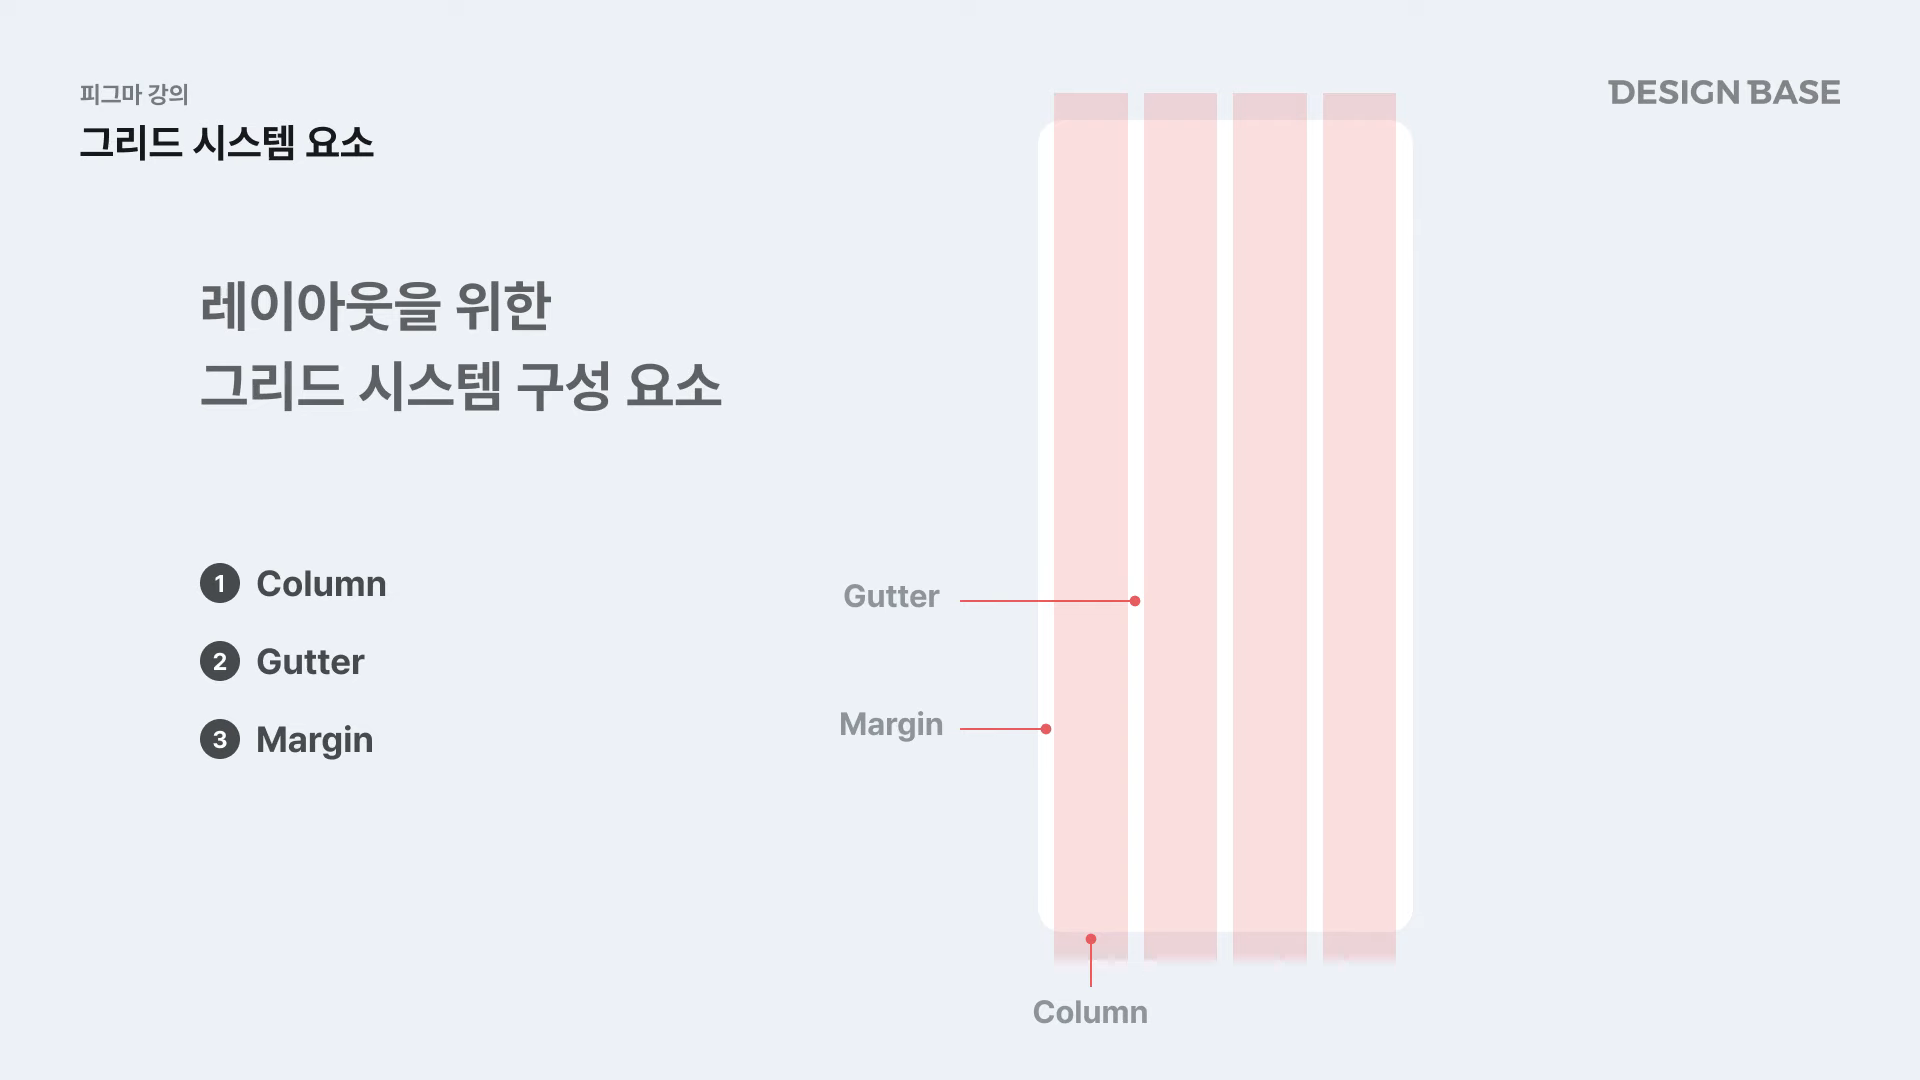 피그마 강의
그리드 시스템 요소
DESIGN BASE
레이아웃을 위한
그리드 시스템 구성 요소
1 Column
2 Gutter
3 Margin
Gutter
Margin
Column